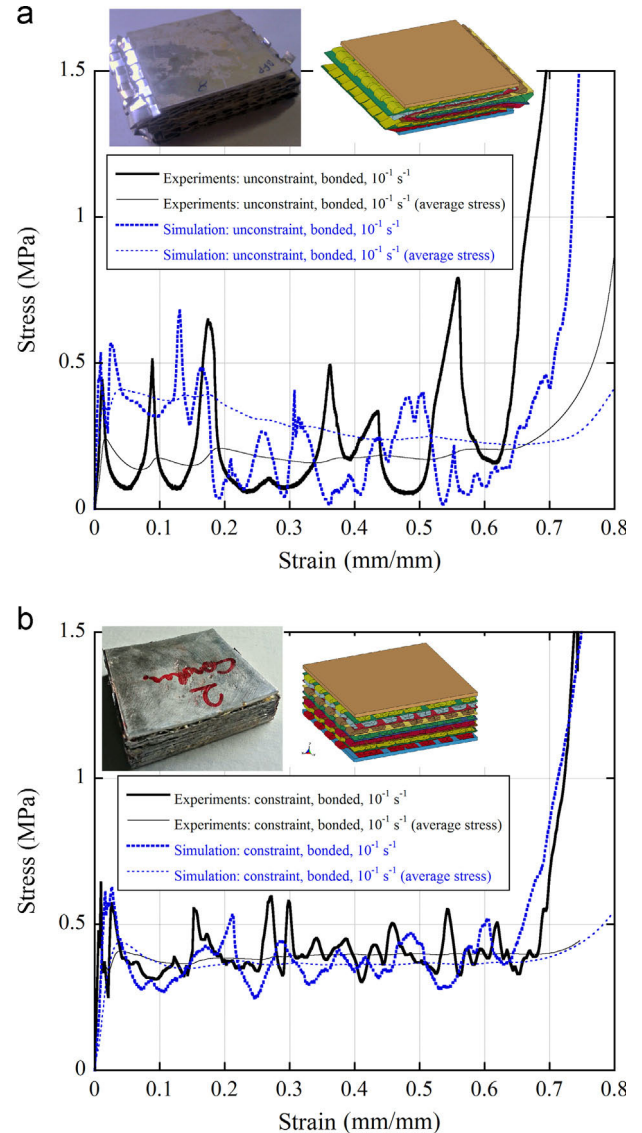 a
1.5
Experiments: unconstraint, bonded, 10⁻¹ s⁻¹
Experiments: unconstraint, bonded, 10⁻¹ s⁻¹ (average stress)
Simulation: unconstraint, bonded, 10⁻¹ s⁻¹
Simulation: unconstraint, bonded, 10⁻¹ s⁻¹ (average stress)
1
Stress (MPa)
0.5
0
0 0.1 0.2 0.3 0.4 0.5 0.6 0.7 0.8
Strain (mm/mm)
b
1.5
2
Experiments: constraint, bonded, 10⁻¹ s⁻¹
Experiments: constraint, bonded, 10⁻¹ s⁻¹ (average stress)
Simulation: constraint, bonded, 10⁻¹ s⁻¹
Simulation: constraint, bonded, 10⁻¹ s⁻¹ (average stress)
1
Stress (MPa)
0.5
0
0 0.1 0.2 0.3 0.4 0.5 0.6 0.7 0.8
Strain (mm/mm)